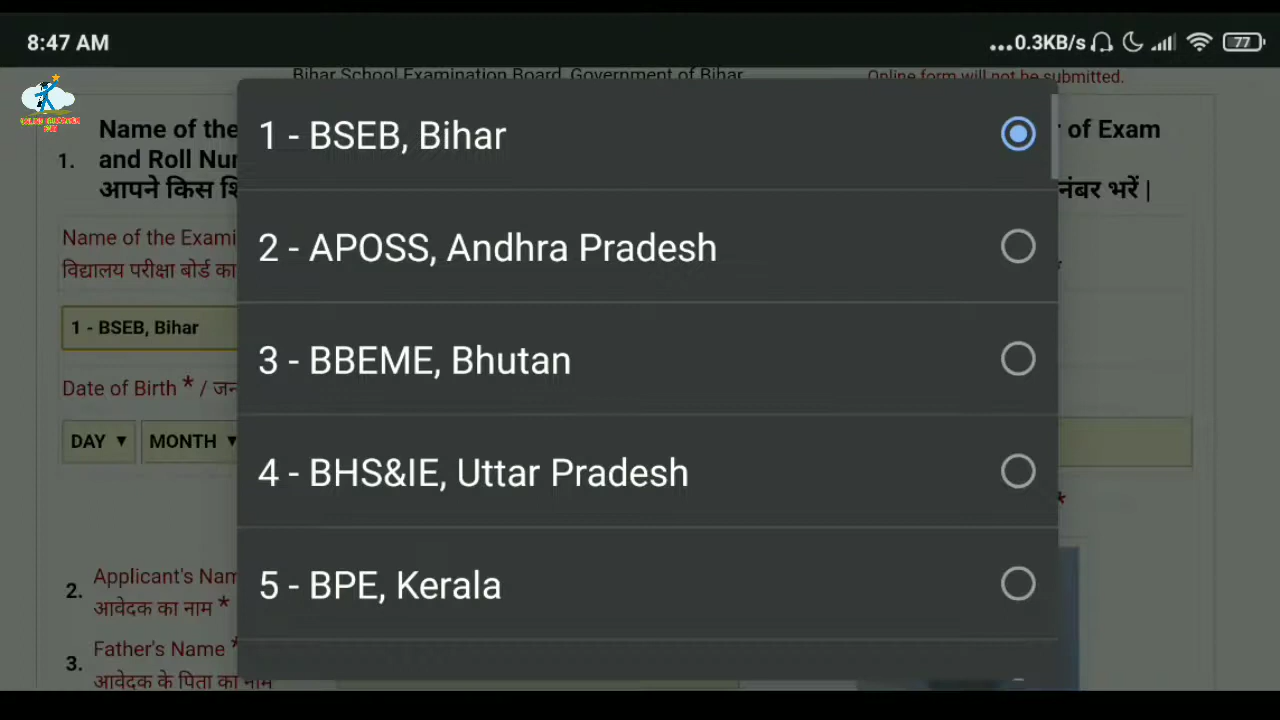 8:47 AM
...0.3KB/s
77
Bihar School Examination Board, Government of Bihar
Online form will not be submitted.
Name of the
of Exam
1.
and Roll Nu
आपने किस
नंबर भरें |
Name of the Exami
विद्यालय परीक्षा बोर्ड का
1 - BSEB, Bihar
Date of Birth * /
DAY ▼
MONTH ▼
*
2.
Applicant's Nam
आवेदक का नाम *
3.
Father's Name *
आवेदक के पिता का नाम
1 - BSEB, Bihar
2 - APOSS, Andhra Pradesh
3 - BBEME, Bhutan
4 - BHS&IE, Uttar Pradesh
5 - BPE, Kerala